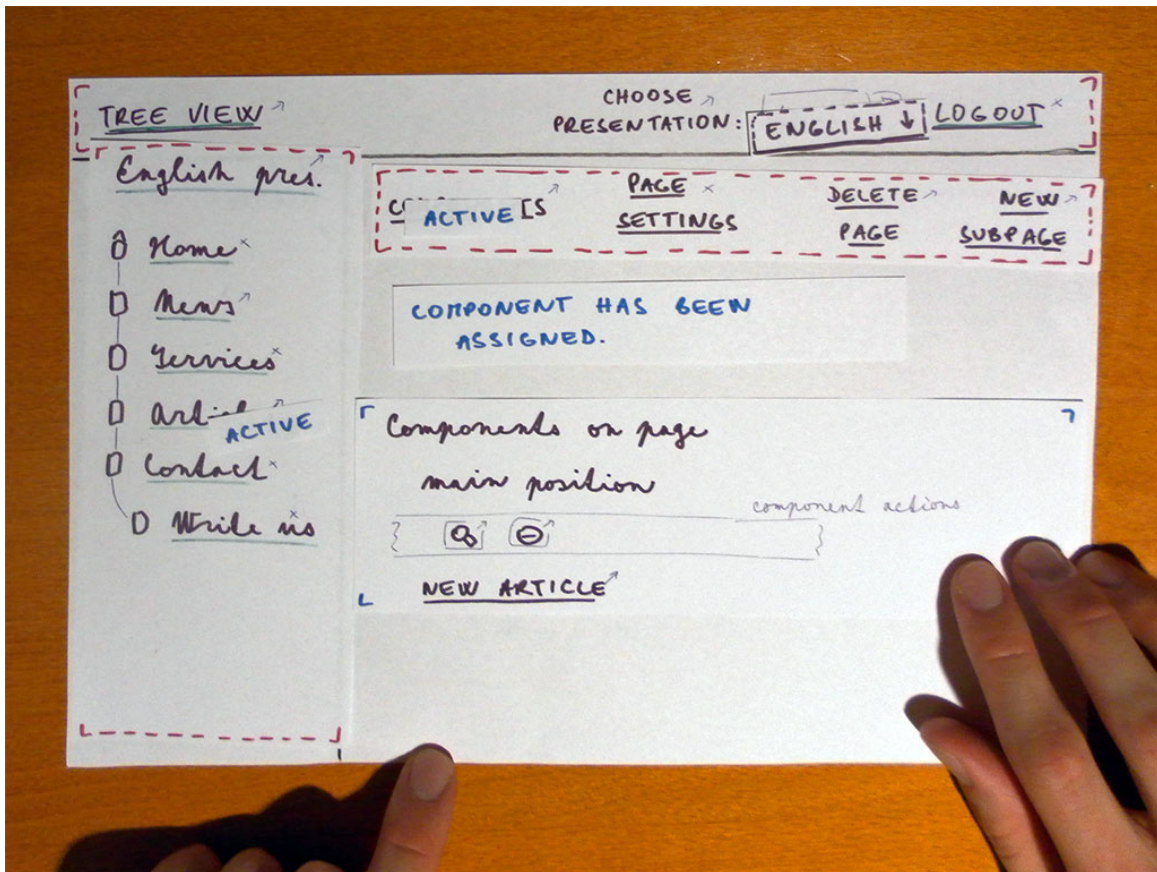 TREE VIEW
CHOOSE
PRESENTATION:
ENGLISH
LOGOUT
English pres.
Home
News
Services
ACTIVE
Contact
Write us
ACTIVE
PAGE
SETTINGS
DELETE
PAGE
NEW
SUBPAGE
COMPONENT HAS BEEN
ASSIGNED.
Components on page
main position
component actions
NEW ARTICLE